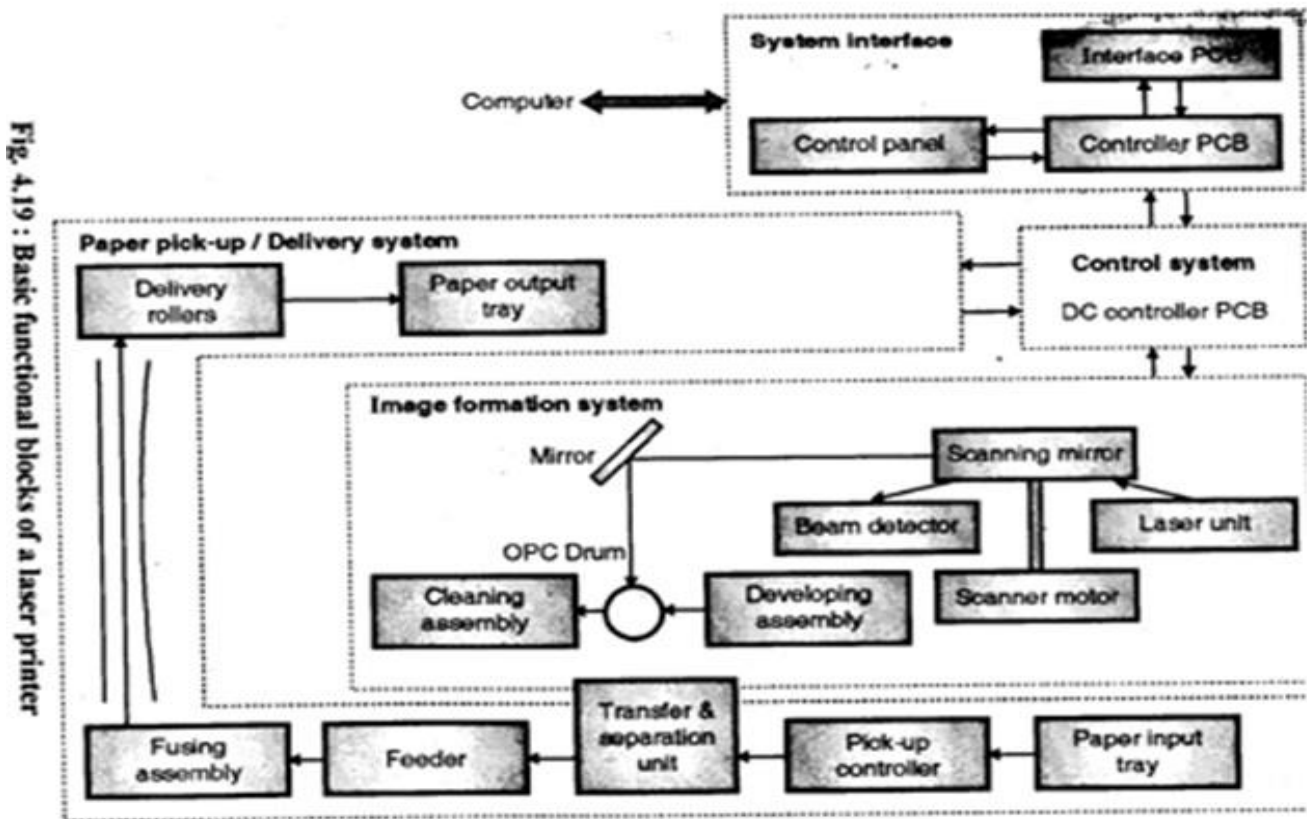 System interface
Interface PCB
Computer
Control panel
Controller PCB
Paper pick-up / Delivery system
Delivery
rollers
Paper output
tray
Control system
DC controller PCB
Image formation system
Mirror
Scanning mirror
Beam detector
Laser unit
OPC Drum
Cleaning
assembly
Developing
assembly
Scanner motor
Fusing
assembly
Feeder
Transfer &
separation
unit
Pick-up
controller
Paper input
tray
Fig. 4.19 : Basic functional blocks of a laser printer